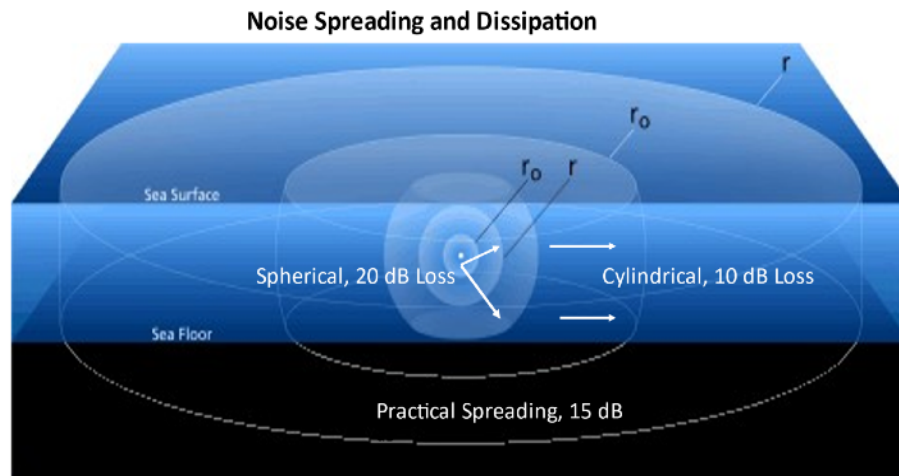 Noise Spreading and Dissipation
r
r₀
r₀
r
Sea Surface
Spherical, 20 dB Loss
Cylindrical, 10 dB Loss
Sea Floor
Practical Spreading, 15 dB